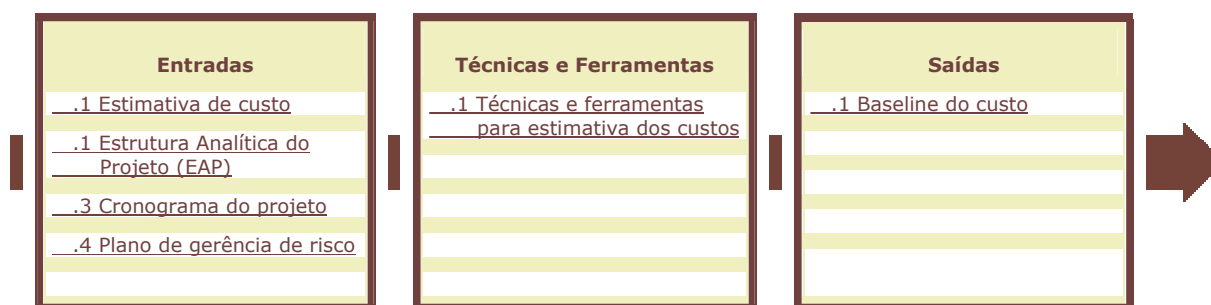 Entradas
.1 Estimativa de custo
.1 Estrutura Analítica do
Projeto (EAP)
.3 Cronograma do projeto
.4 Plano de gerência de risco
Técnicas e Ferramentas
.1 Técnicas e ferramentas
para estimativa dos custos
Saídas
.1 Baseline do custo